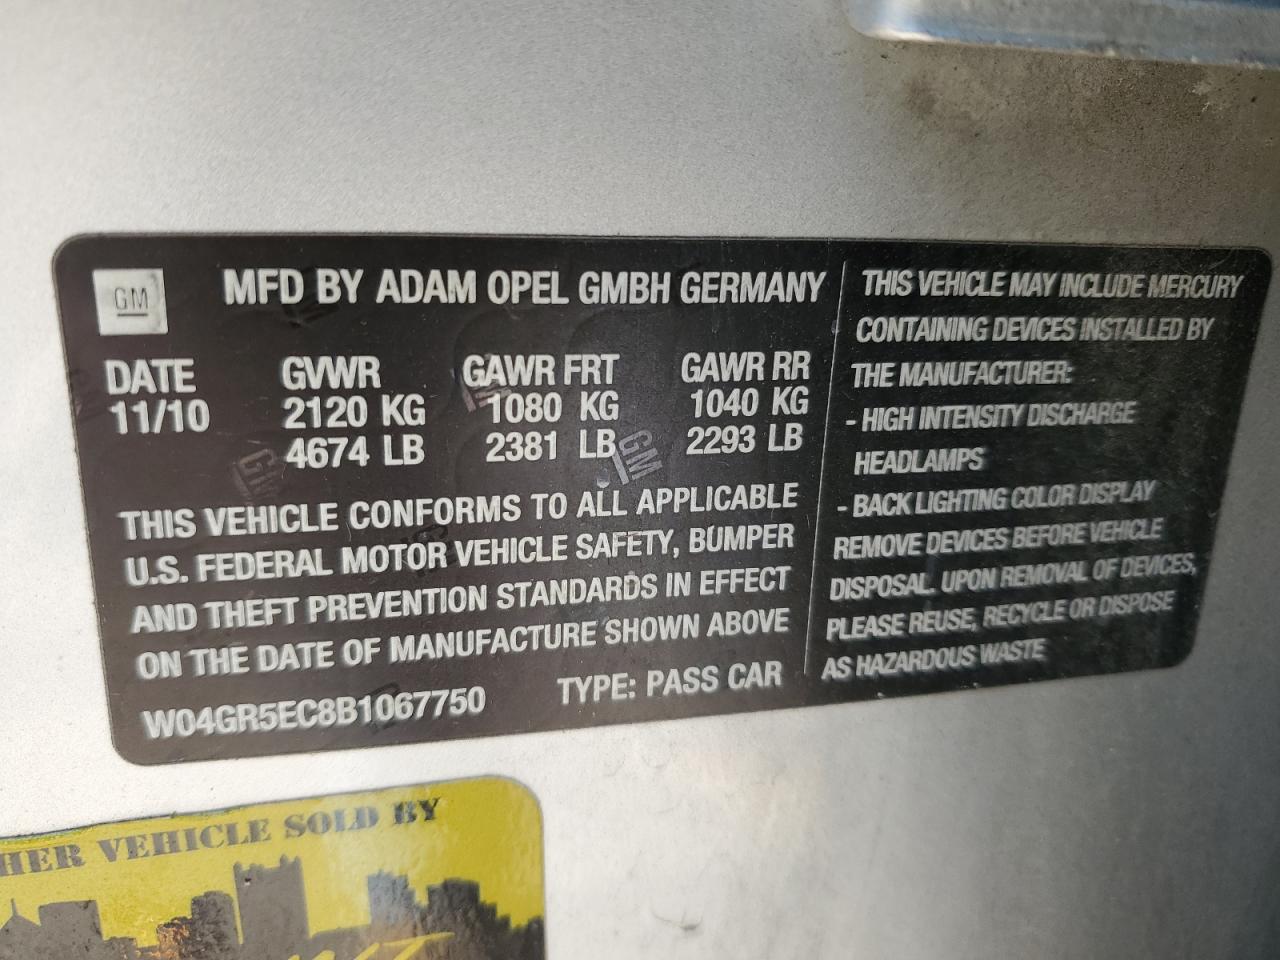 GM
MFD BY ADAM OPEL GMBH GERMANY
DATE GVWR GAWR FRT GAWR RR
11/10 2120 KG 1080 KG 1040 KG
4674 LB 2381 LB 2293 LB
THIS VEHICLE CONFORMS TO ALL APPLICABLE
U.S. FEDERAL MOTOR VEHICLE SAFETY, BUMPER
AND THEFT PREVENTION STANDARDS IN EFFECT
ON THE DATE OF MANUFACTURE SHOWN ABOVE
W04GR5EC8B1067750 TYPE: PASS CAR
THIS VEHICLE MAY INCLUDE MERCURY
CONTAINING DEVICES INSTALLED BY
THE MANUFACTURER:
- HIGH INTENSITY DISCHARGE
HEADLAMPS
- BACK LIGHTING COLOR DISPLAY
REMOVE DEVICES BEFORE VEHICLE
DISPOSAL. UPON REMOVAL OF DEVICES,
PLEASE REUSE, RECYCLE OR DISPOSE
AS HAZARDOUS WASTE
HER VEHICLE SOLD BY